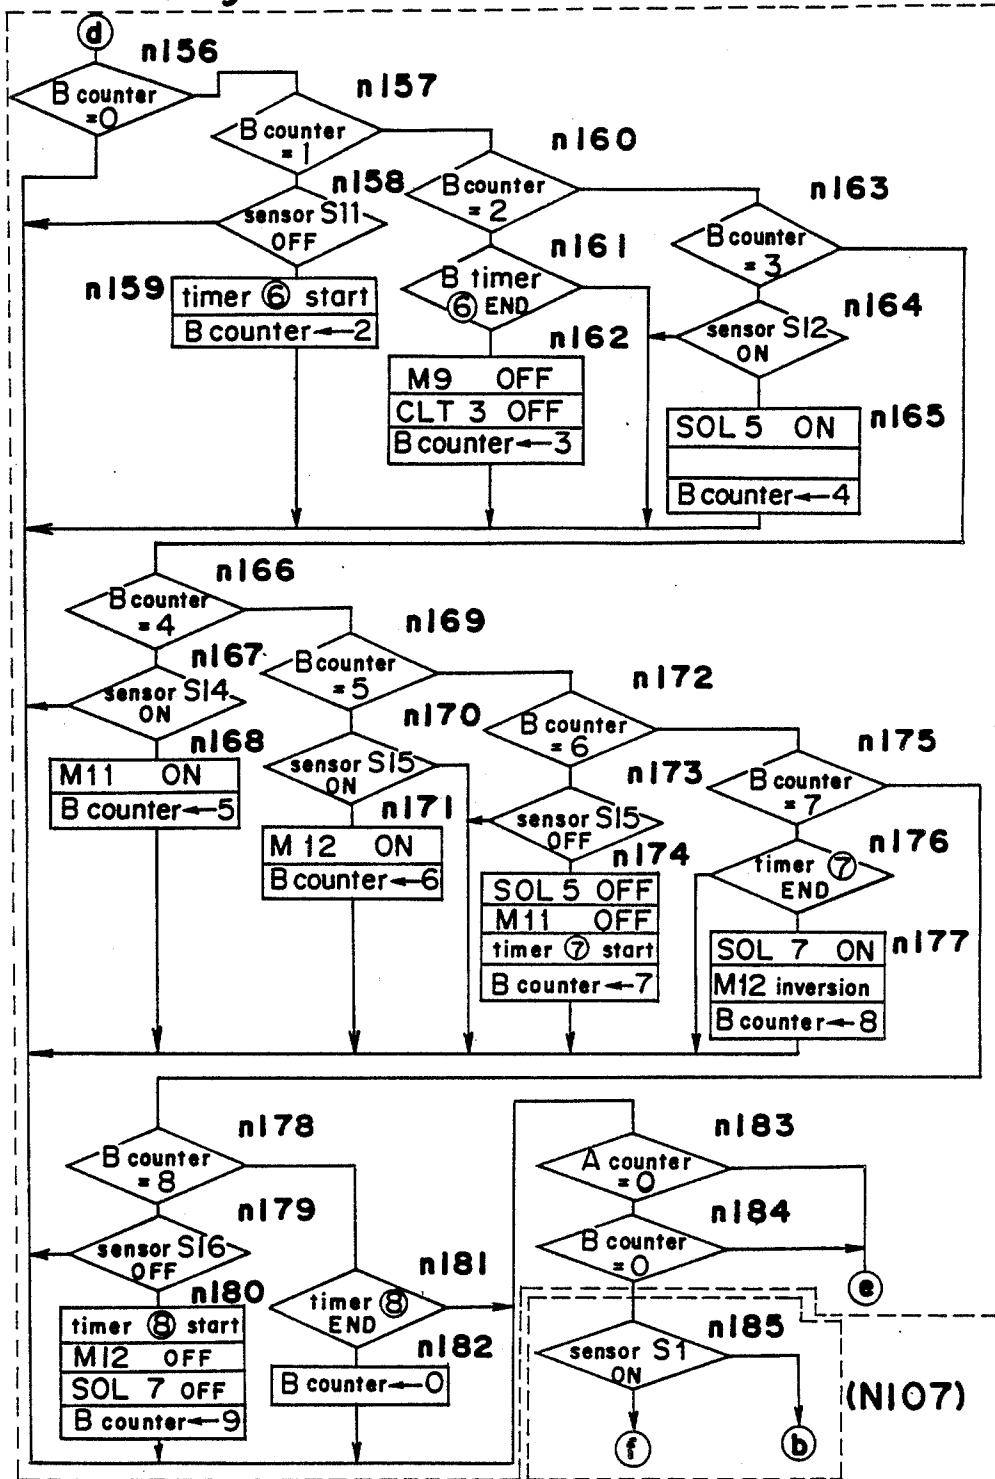 d
n156
B counter
=0
n157
B counter
=1
n158
sensor S11
OFF
n159
timer ⑥ start
B counter←2
n160
B counter
=2
n161
B timer
⑥ END
n162
M9 OFF
CLT 3 OFF
B counter←3
n163
B counter
=3
n164
sensor S12
ON
n165
SOL 5 ON
B counter←4
n166
B counter
=4
n167
sensor S14
ON
n168
M11 ON
B counter←5
n169
B counter
=5
n170
sensor S15
ON
n171
M 12 ON
B counter←6
n172
B counter
=6
n173
sensor S15
OFF
n174
SOL 5 OFF
M11 OFF
timer ⑦ start
B counter←7
n175
B counter
=7
n176
timer ⑦
END
n177
SOL 7 ON
M12 inversion
B counter←8
n178
B counter
=8
n179
sensor S16
OFF
n180
timer ⑧ start
M12 OFF
SOL 7 OFF
B counter←9
n181
timer ⑧
END
n182
B counter←0
n183
A counter
=0
n184
B counter
=0
e
n185
sensor S1
ON
(N107)
f
b